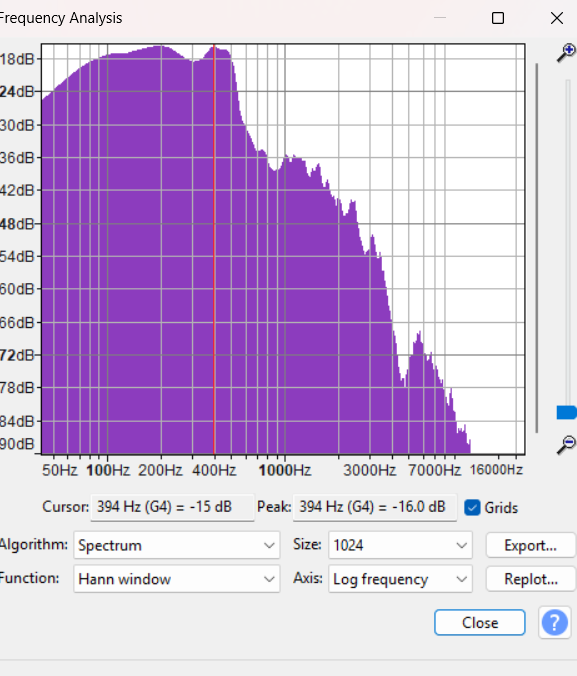 Frequency Analysis
18dB
24dB
30dB
36dB
42dB
48dB
54dB
60dB
66dB
72dB
78dB
84dB
90dB
50Hz 100Hz 200Hz 400Hz 1000Hz 3000Hz 7000Hz 16000Hz
Cursor: 394 Hz (G4) = -15 dB Peak: 394 Hz (G4) = -16.0 dB Grids
Algorithm: Spectrum Size: 1024 Export...
Function: Hann window Axis: Log frequency Replot...
Close ?